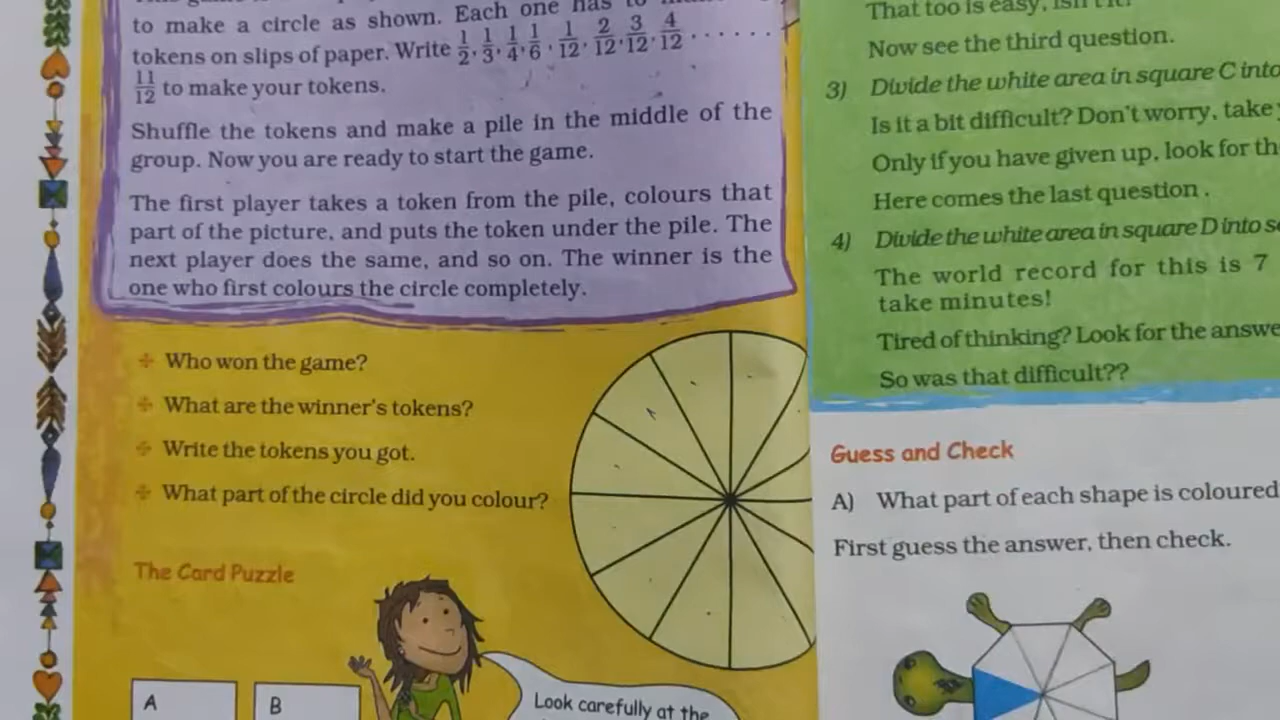 to make a circle as shown. Each one has to
tokens on slips of paper. Write 1/2, 1/3, 1/4, 1/6, 1/12, 2/12, 3/12, 4/12 .......
11/12 to make your tokens.
Shuffle the tokens and make a pile in the middle of the
group. Now you are ready to start the game.
The first player takes a token from the pile, colours that
part of the picture, and puts the token under the pile. The
next player does the same, and so on. The winner is the
one who first colours the circle completely.
Who won the game?
What are the winner's tokens?
Write the tokens you got.
What part of the circle did you colour?
The Card Puzzle
A
B
Look carefully at the
That too is easy, isn't it?
Now see the third question.
3) Divide the white area in square C into
Is it a bit difficult? Don't worry, take
Only if you have given up, look for
Here comes the last question .
4) Divide the white area in square D into
The world record for this is 7
take minutes!
Tired of thinking? Look for the
So was that difficult??
Guess and Check
A) What part of each shape is coloured
First guess the answer, then check.